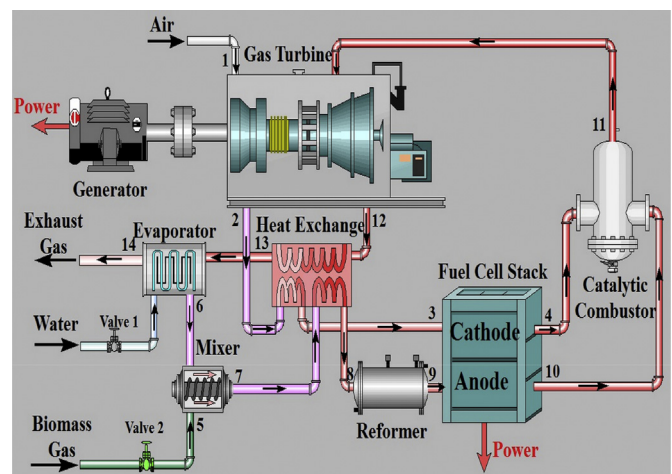 Air
1
Gas Turbine
11
Power
Generator
2
Heat Exchange
12
Exhaust
Gas
14
Evaporator
13
Fuel Cell Stack
Catalytic
Combustor
6
3
Cathode
4
Water
Valve 1
Mixer
7
8
9
Anode
10
Biomass
Gas
Valve 2
5
Reformer
Power